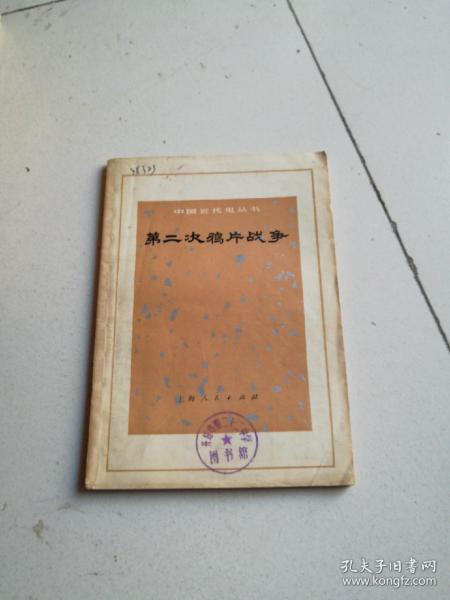 中国近代史丛书
第二次鸦片战争
上海人民出版社
图书馆
孔夫子旧书网
www.kongfz.com